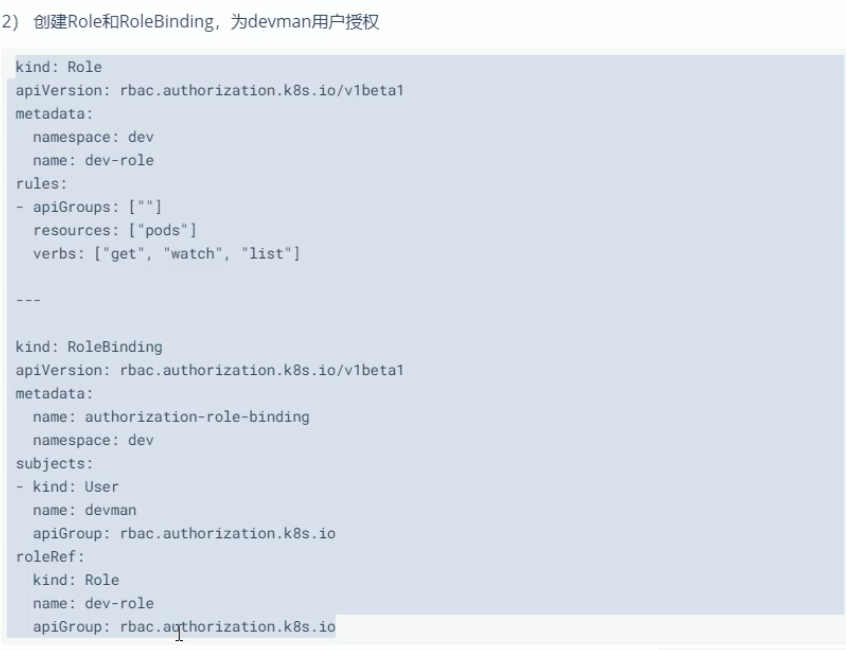 2） 创建Role和RoleBinding，为devman用户授权
kind: Role
apiVersion: rbac.authorization.k8s.io/v1beta1
metadata:
  namespace: dev
  name: dev-role
rules:
- apiGroups: [""]
  resources: ["pods"]
  verbs: ["get", "watch", "list"]
---
kind: RoleBinding
apiVersion: rbac.authorization.k8s.io/v1beta1
metadata:
  name: authorization-role-binding
  namespace: dev
subjects:
- kind: User
  name: devman
  apiGroup: rbac.authorization.k8s.io
roleRef:
  kind: Role
  name: dev-role
  apiGroup: rbac.authorization.k8s.io